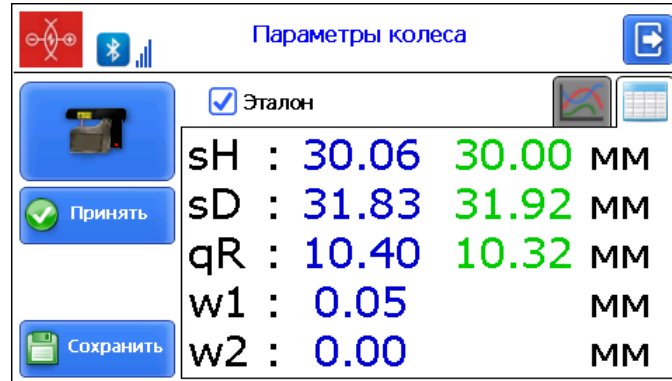 Параметры колеса
Эталон
Принять
Сохранить
sH : 30.06 30.00 мм
sD : 31.83 31.92 мм
qR : 10.40 10.32 мм
w1 : 0.05 мм
w2 : 0.00 мм